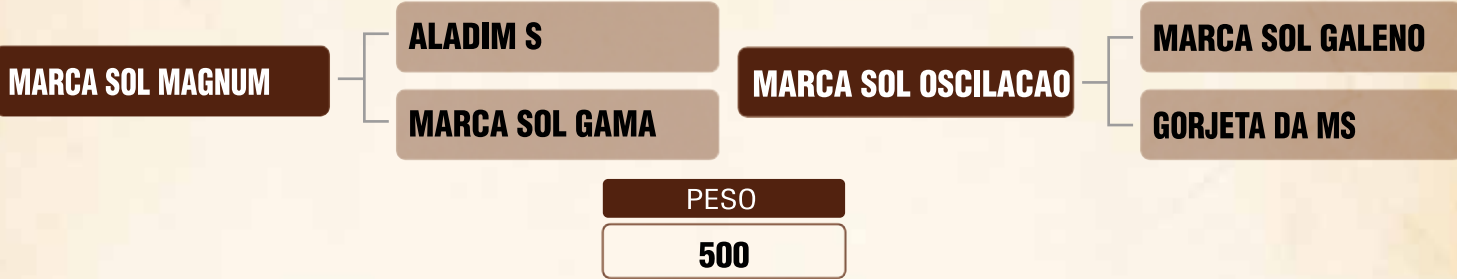 MARCA SOL MAGNUM
ALADIM S
MARCA SOL GAMA
MARCA SOL OSCILACAO
MARCA SOL GALENO
GORJETA DA MS
PESO
500